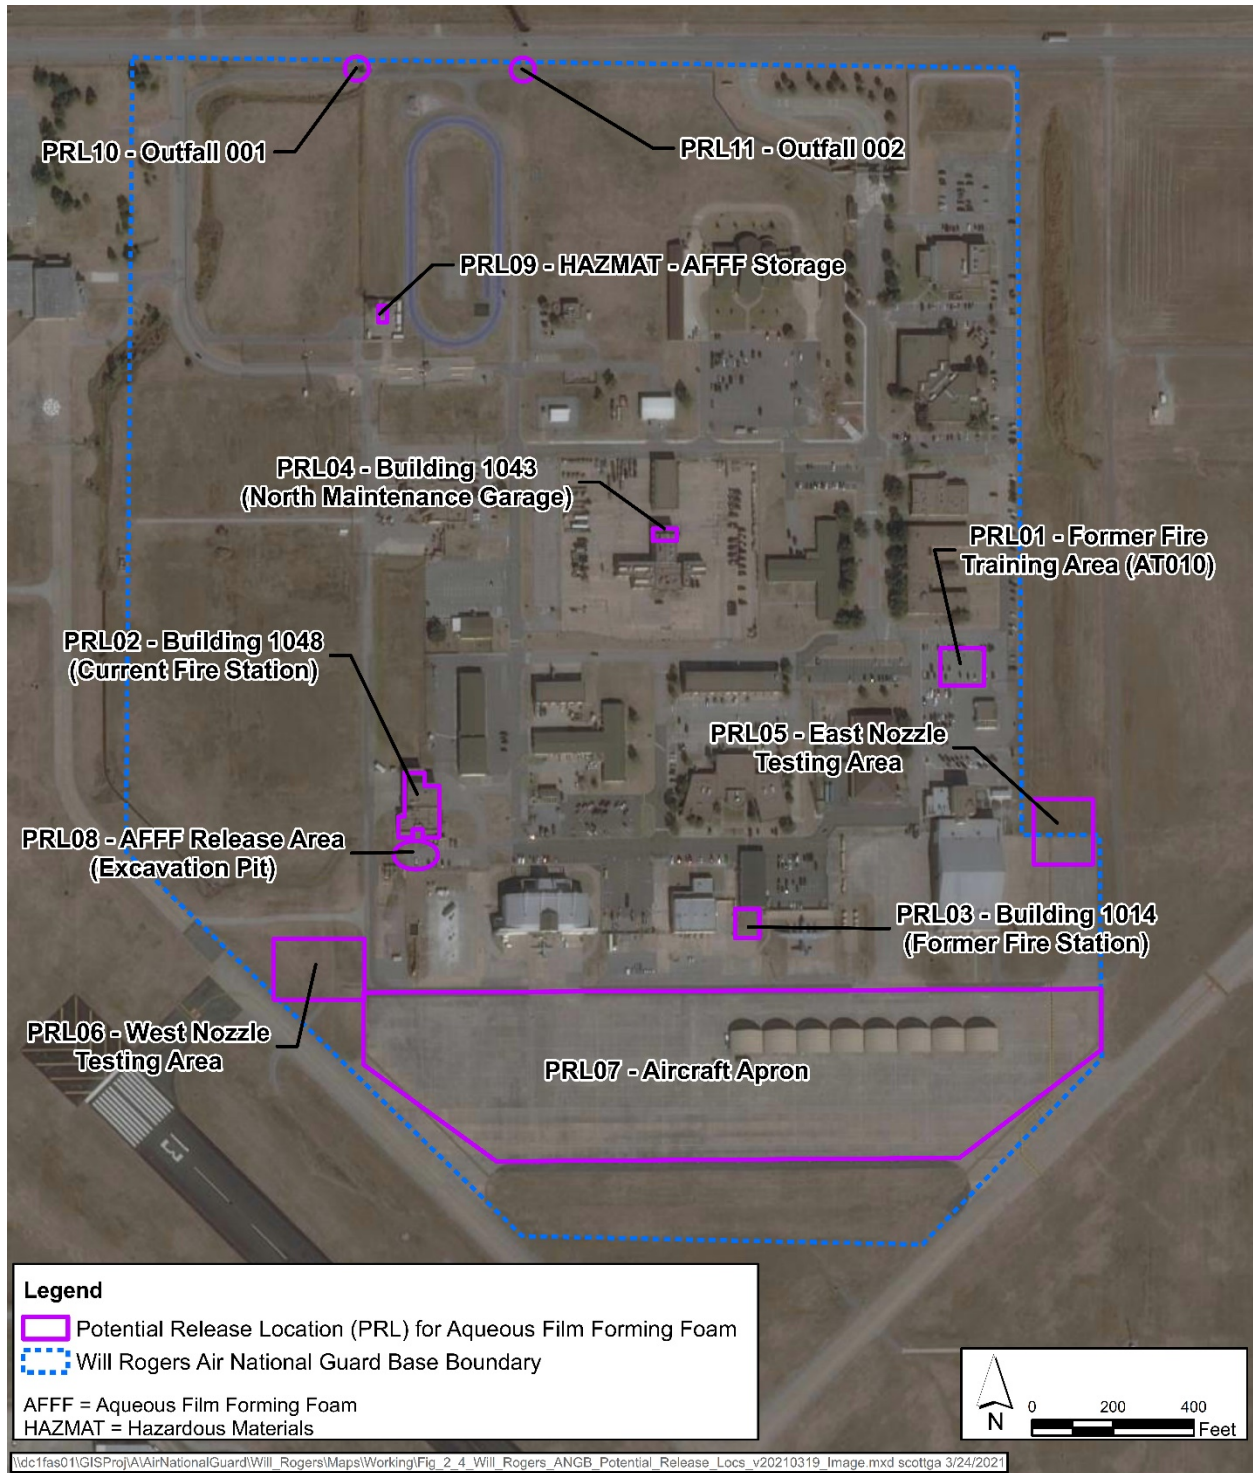 PRL10 - Outfall 001
PRL11 - Outfall 002
PRL09 - HAZMAT - AFFF Storage
PRL04 - Building 1043
(North Maintenance Garage)
PRL01 - Former Fire
Training Area (AT010)
PRL02 - Building 1048
(Current Fire Station)
PRL05 - East Nozzle
Testing Area
PRL08 - AFFF Release Area
(Excavation Pit)
PRL03 - Building 1014
(Former Fire Station)
PRL06 - West Nozzle
Testing Area
PRL07 - Aircraft Apron
13
Legend
Potential Release Location (PRL) for Aqueous Film Forming Foam
Will Rogers Air National Guard Base Boundary
AFFF = Aqueous Film Forming Foam
HAZMAT = Hazardous Materials
N
0 200 400
Feet
\\dc1fas01\GISProj\A\AirNationalGuard\Will_Rogers\Maps\Working\Fig_2_4_Will_Rogers_ANGB_Potential_Release_Locs_v20210319_Image.mxd scottga 3/24/2021